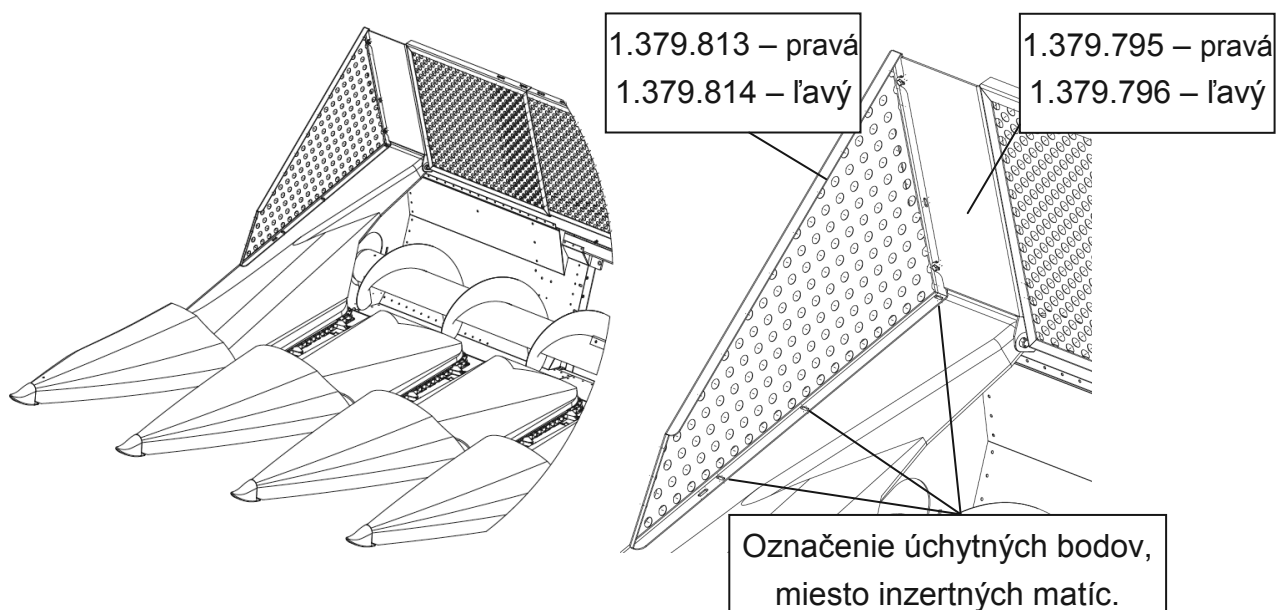 1.379.813 – pravá
1.379.814 – ľavý
1.379.795 – pravá
1.379.796 – ľavý
Označenie úchytných bodov,
miesto inzertných matíc.